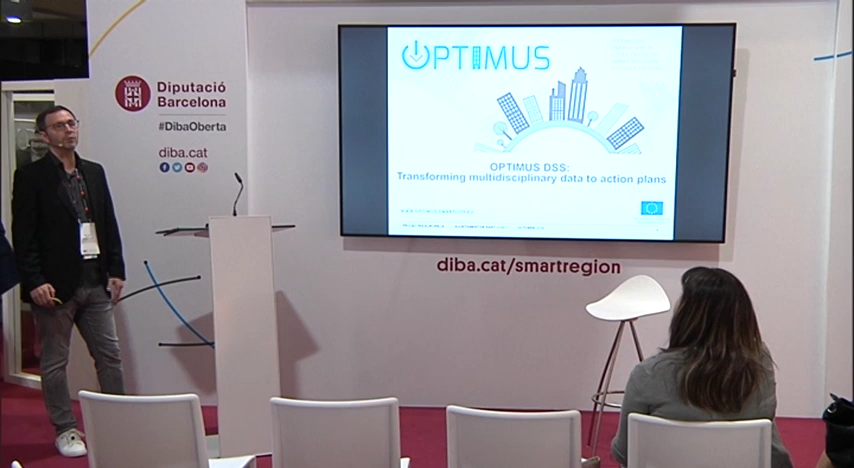 Diputació
Barcelona
#DibaOberta
diba.cat
OPTIMUS
OPTIMUS DSS:
Transforming multidisciplinary data to action plans
diba.cat/smartregion